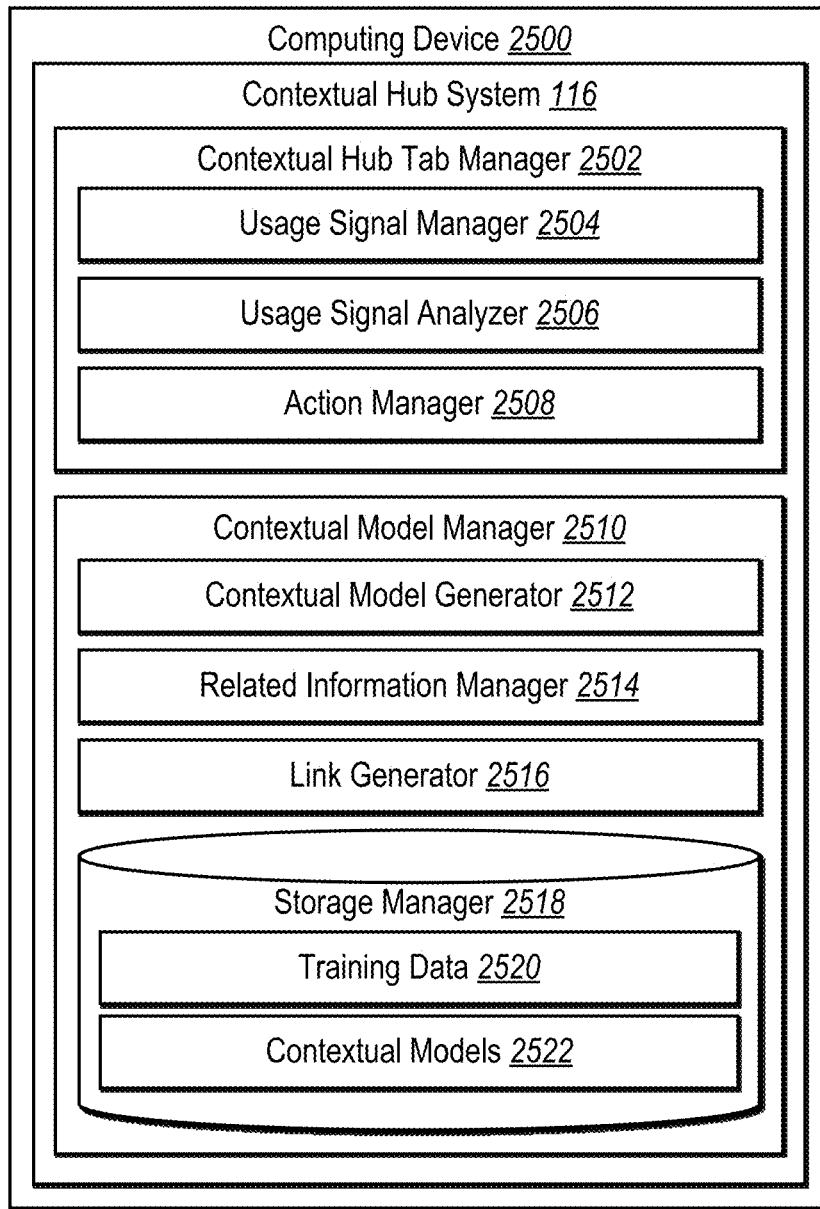 Computing Device 2500
Contextual Hub System 116
Contextual Hub Tab Manager 2502
Usage Signal Manager 2504
Usage Signal Analyzer 2506
Action Manager 2508
Contextual Model Manager 2510
Contextual Model Generator 2512
Related Information Manager 2514
Link Generator 2516
Storage Manager 2518
Training Data 2520
Contextual Models 2522